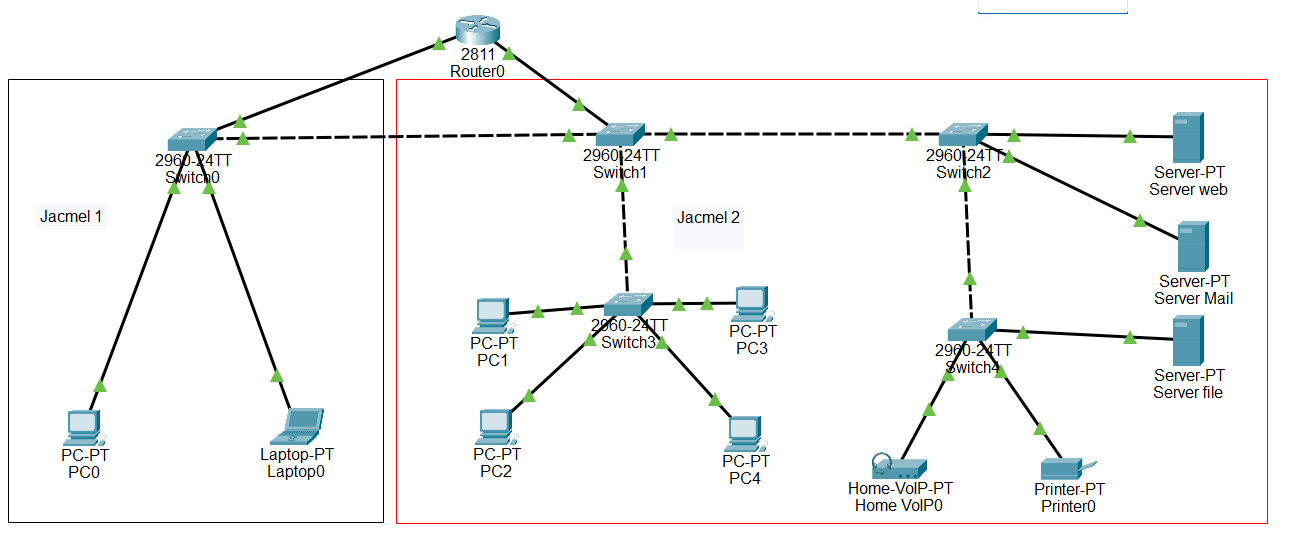 2811
Router0
2960-24TT
Switch0
2960-24TT
Switch1
2960-24TT
Switch2
Server-PT
Server web
Jacmel 1
Jacmel 2
Server-PT
Server Mail
PC-PT
PC1
2960-24TT
Switch3
PC-PT
PC3
2960-24TT
Switch4
Server-PT
Server file
PC-PT
PC0
Laptop-PT
Laptop0
PC-PT
PC2
PC-PT
PC4
Home-VoIP-PT
Home VoIP0
Printer-PT
Printer0